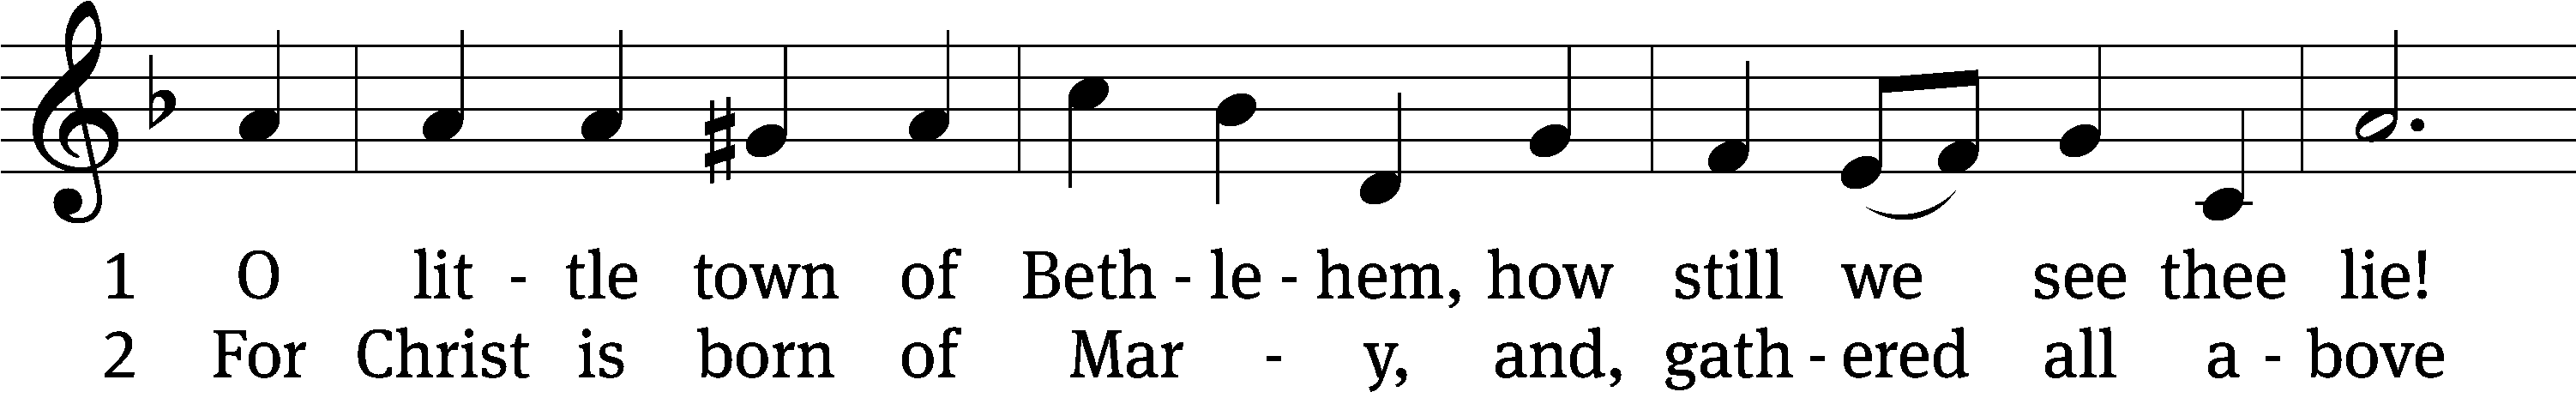 1 O lit - tle town of Beth - le - hem, how still we see thee lie!
2 For Christ is born of Mar - y, and, gath - ered all a - bove